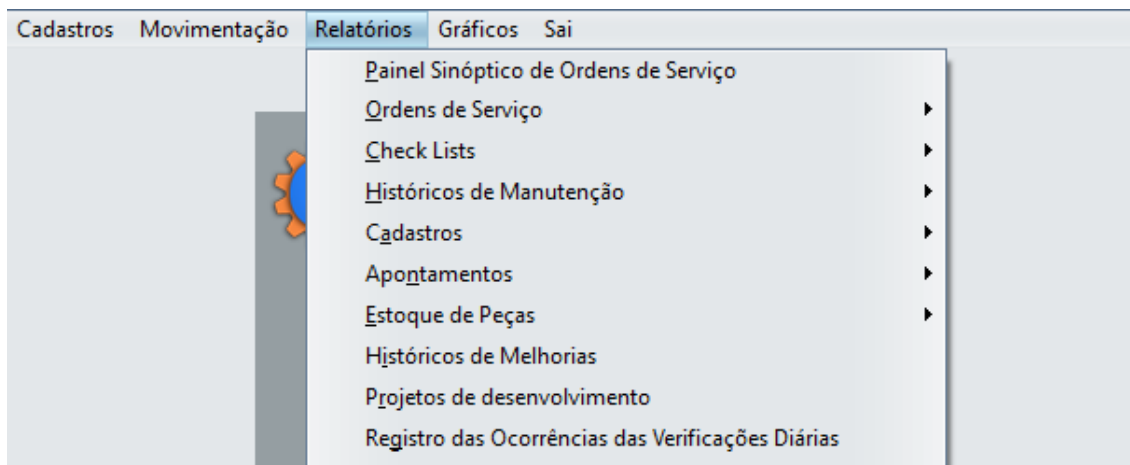 Cadastros Movimentação Relatórios Gráficos Sai
Painel Sinóptico de Ordens de Serviço
Ordens de Serviço
Check Lists
Históricos de Manutenção
Cadastros
Apontamentos
Estoque de Peças
Históricos de Melhorias
Projetos de desenvolvimento
Registro das Ocorrências das Verificações Diárias